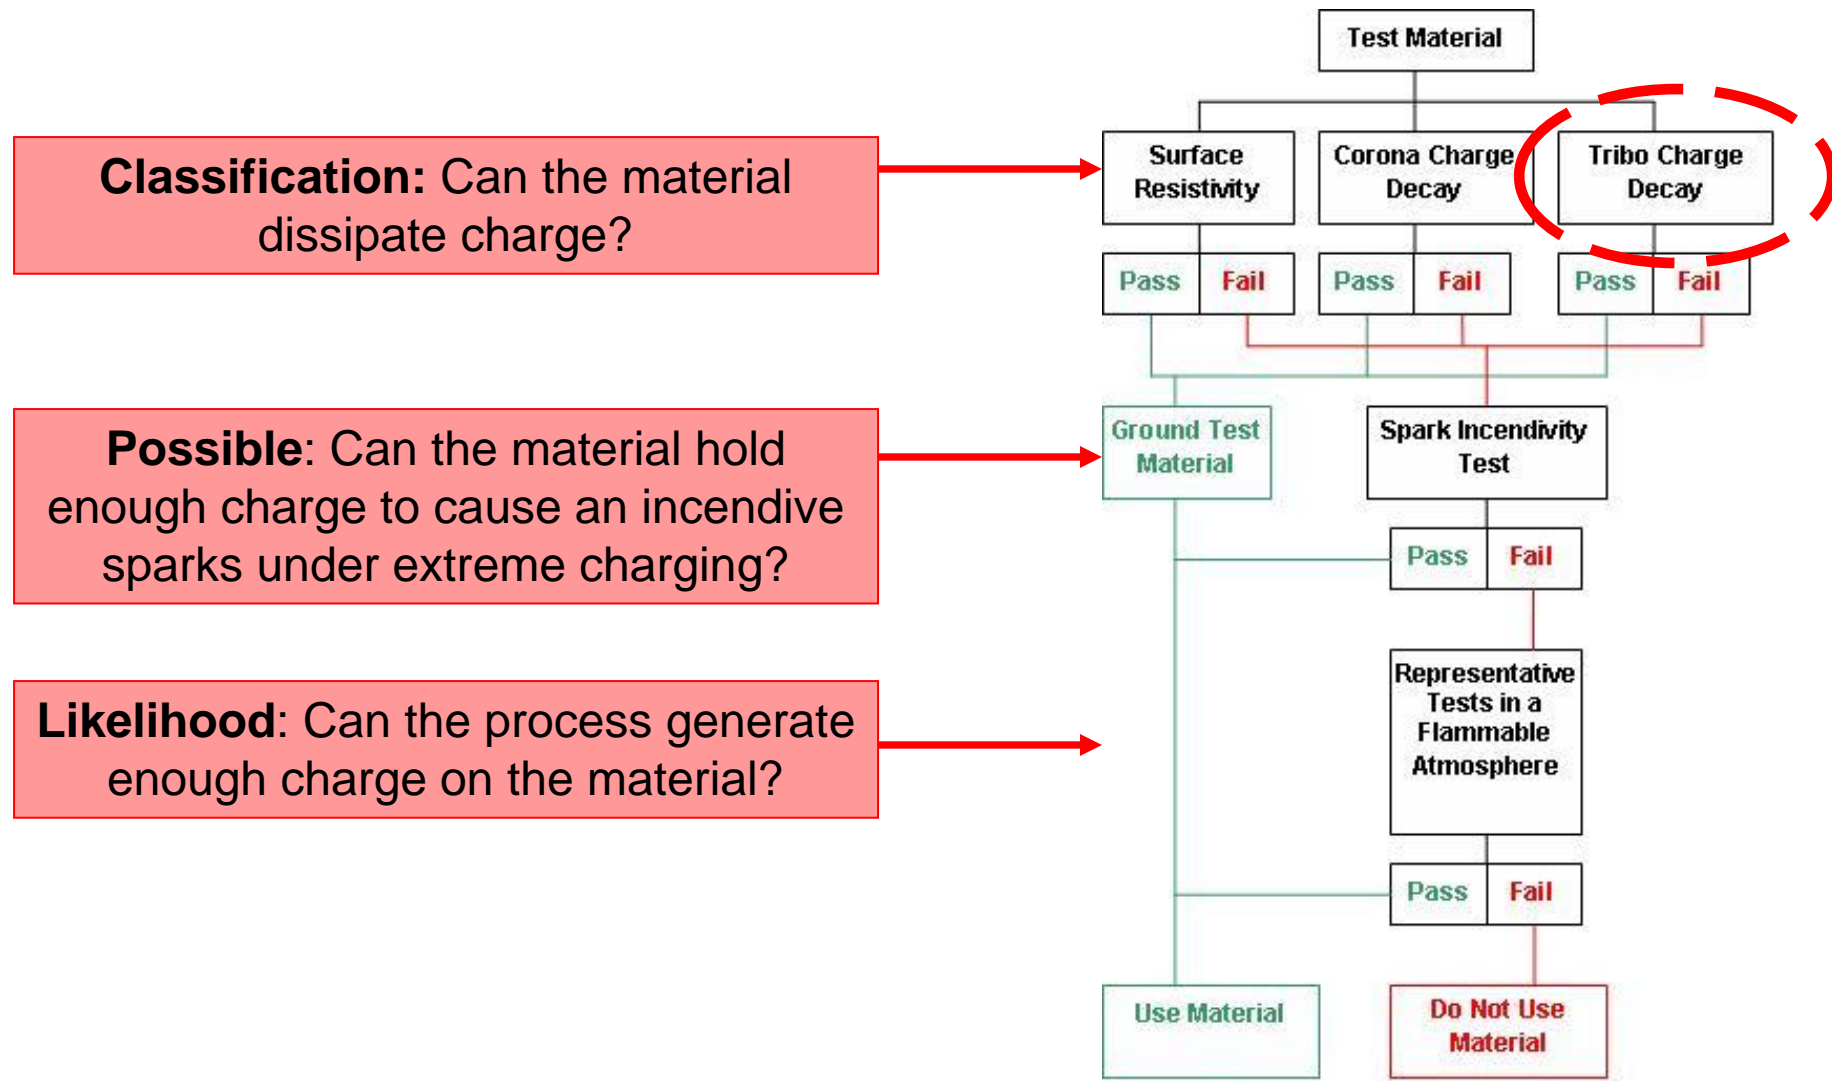 Test Material
Classification: Can the material
dissipate charge?
Surface
Resistivity
Corona Charge
Decay
Tribo Charge
Decay
Pass Fail
Pass Fail
Pass Fail
Possible: Can the material hold
enough charge to cause an incendive
sparks under extreme charging?
Ground Test
Material
Spark Incendivity
Test
Pass Fail
Likelihood: Can the process generate
enough charge on the material?
Representative
Tests in a
Flammable
Atmosphere
Pass Fail
Use Material
Do Not Use
Material